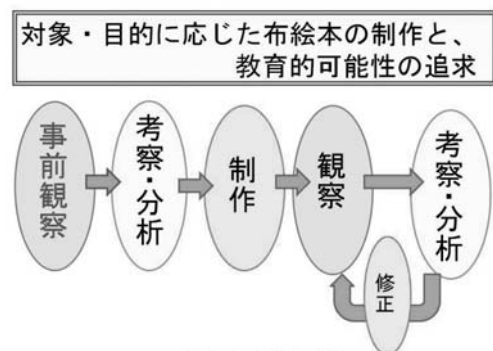 対象・目的に応じた布絵本の制作と、
教育的可能性の追求
事前観察
考察・分析
制作
観察
考察・分析
修正